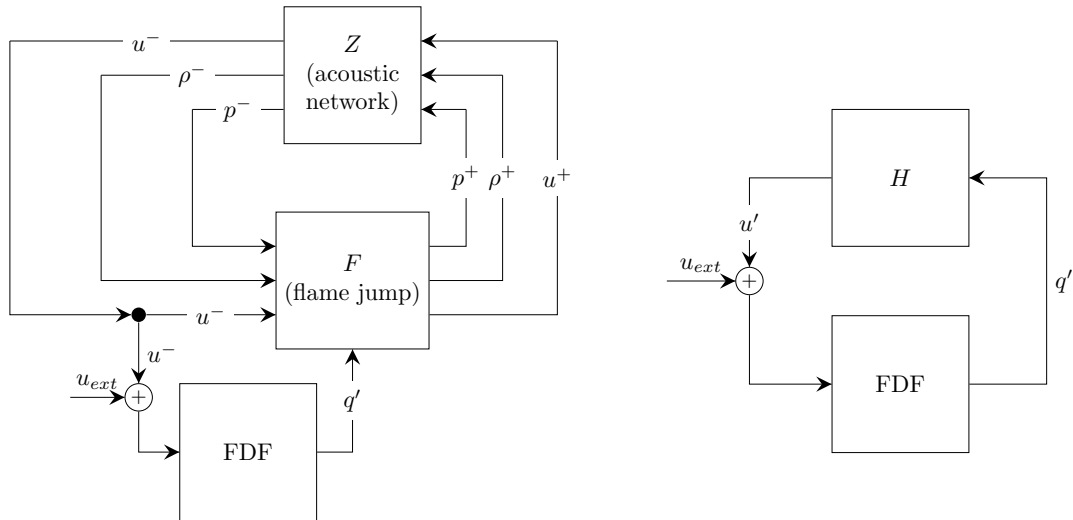 u⁻
ρ⁻
p⁻
Z
(acoustic
network)
p⁺
ρ⁺
u⁺
F
(flame jump)
u⁻
u⁻
u_ext
+
FDF
q′
H
u′
u_ext
+
q′
FDF